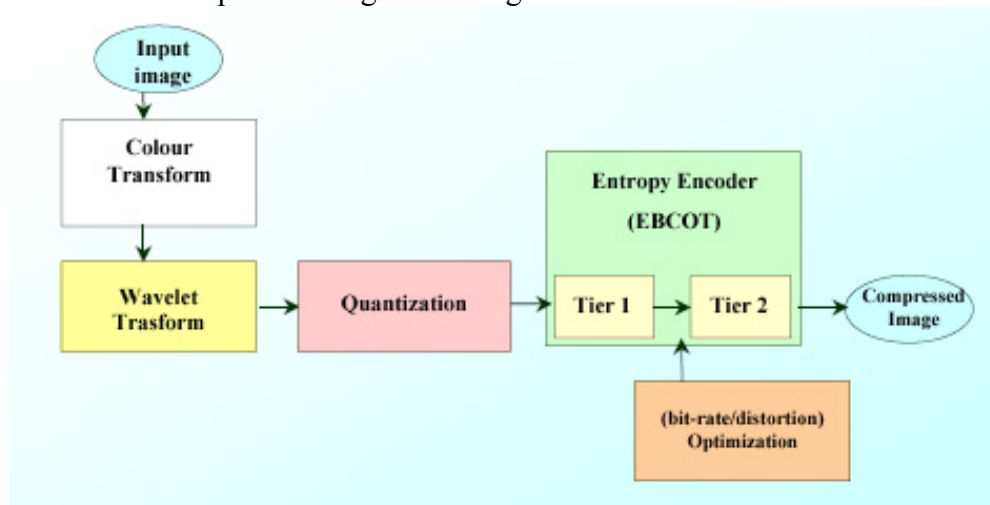 Input
image
Colour
Transform
Wavelet
Trasform
Quantization
Entropy Encoder
(EBCOT)
Tier 1
Tier 2
Compressed
Image
(bit-rate/distortion)
Optimization